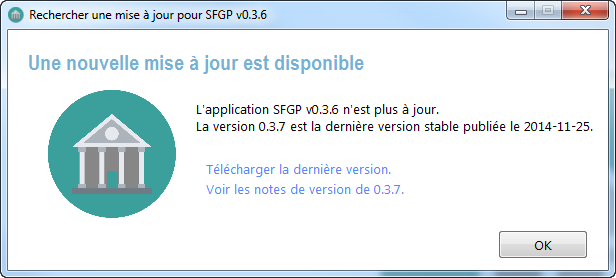 Rechercher une mise à jour pour SFGP v0.3.6
Une nouvelle mise à jour est disponible
L'application SFGP v0.3.6 n'est plus à jour.
La version 0.3.7 est la dernière version stable publiée le 2014-11-25.
Télécharger la dernière version.
Voir les notes de version de 0.3.7.
OK